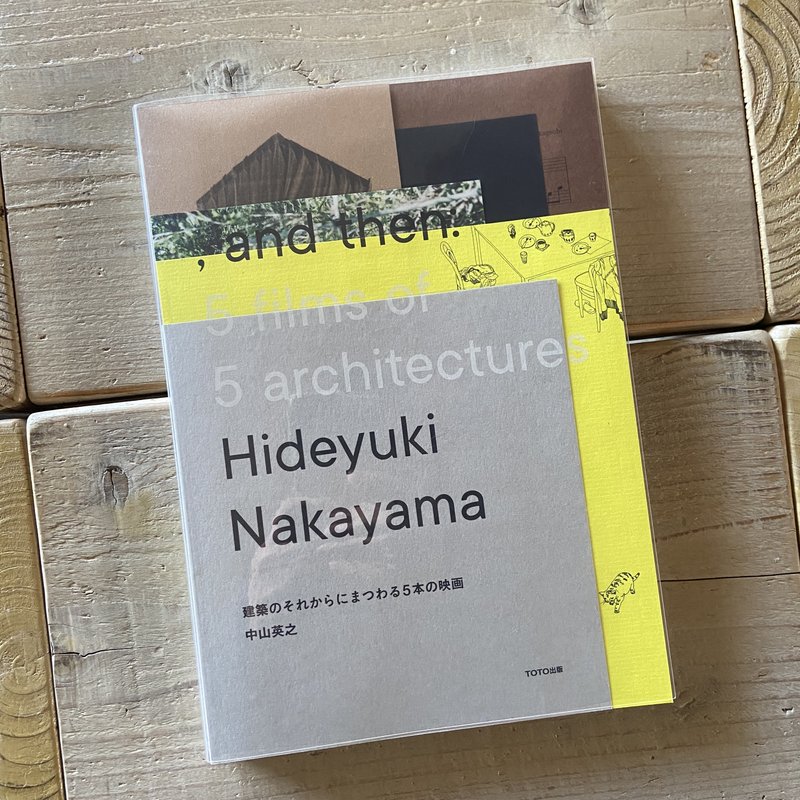 , and then:
5 films of
5 architectures
Hideyuki
Nakayama
建築のそれからにまつわる5本の映画
中山英之
TOTO出版